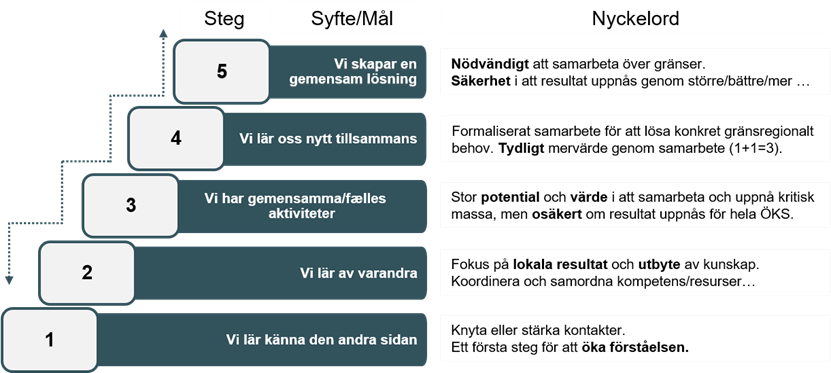 Steg
Syfte/Mål
Nyckelord
5
Vi skapar en
gemensam lösning
Nödvändigt att samarbeta över gränser.
Säkerhet i att resultat uppnås genom större/bättre/mer …
4
Vi lär oss nytt tillsammans
Formaliserat samarbete för att lösa konkret gränsregionalt
behov. Tydligt mervärde genom samarbete (1+1=3).
3
Vi har gemensamma/fælles
aktiviteter
Stor potential och värde i att samarbeta och uppnå kritisk
massa, men osäkert om resultat uppnås för hela ÖKS.
2
Vi lär av varandra
Fokus på lokala resultat och utbyte av kunskap.
Koordinera och samordna kompetens/resurser…
1
Vi lär känna den andra sidan
Knyta eller stärka kontakter.
Ett första steg för att öka förståelsen.